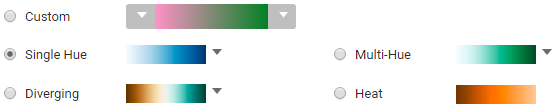 Custom
Single Hue
Multi-Hue
Diverging
Heat